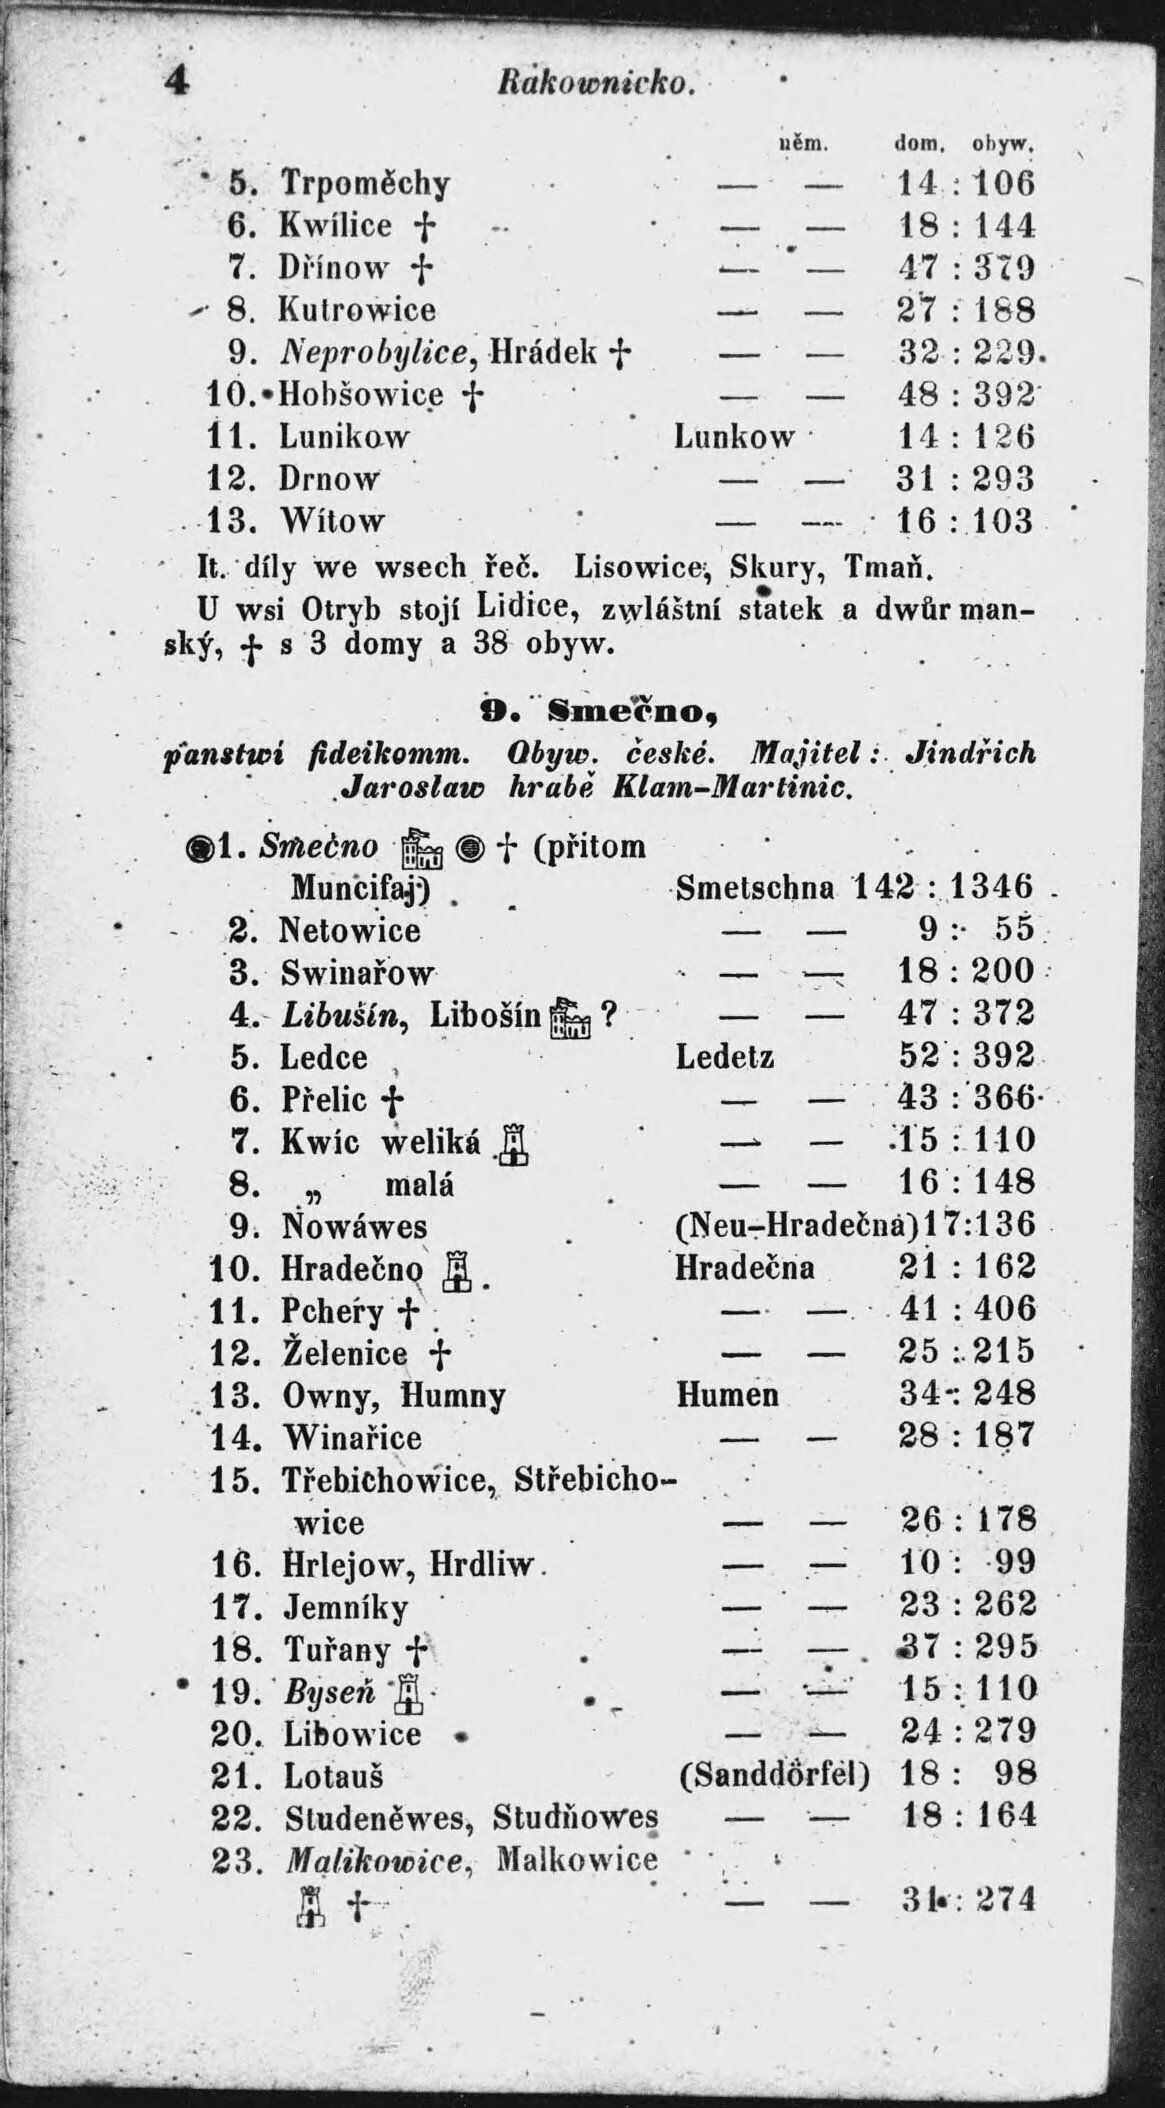 4 Rakownicko.
něm. dom. obyw.
5. Trpoměchy — — 14 : 106
6. Kwílice † — — 18 : 144
7. Dřínow † — — 47 : 379
8. Kutrowice — — 27 : 188
9. Neprobylice, Hrádek † — — 32 : 229.
10. Hobšowice † — — 48 : 392
11. Lunikow Lunkow 14 : 126
12. Drnow — — 31 : 293
13. Wítow — — 16 : 103
It. díly we wsech řeč. Lisowice, Skury, Tmaň.
U wsi Otryb stojí Lidice, zwláštní statek a dwůr man-
ský, † s 3 domy a 38 obyw.
9. Smečno,
panstwí fideikomm. Obyw. české. Majitel: Jindřich
Jaroslaw hrabě Klam-Martinic.
1. Smečno † (přitom
Muncifaj) Smetschna 142 : 1346
2. Netowice — — 9 : 55
3. Swinařow — — 18 : 200
4. Libušín, Libošín ? — — 47 : 372
5. Ledce Ledetz 52 : 392
6. Přelic † — — 43 : 366
7. Kwíc weliká — — 15 : 110
8. „ malá — — 16 : 148
9. Nowáwes (Neu-Hradečna) 17:136
10. Hradečno Hradečna 21 : 162
11. Pchery † — — 41 : 406
12. Želenice † — — 25 : 215
13. Owny, Humny Humen 34 : 248
14. Winařice — — 28 : 187
15. Třebichowice, Střebicho-
wice — — 26 : 178
16. Hrlejow, Hrdliw — — 10 : 99
17. Jemníky — — 23 : 262
18. Tuřany † — — 37 : 295
19. Byseň — — 15 : 110
20. Libowice — — 24 : 279
21. Lotauš (Sanddörfel) 18 : 98
22. Studeněwes, Studňowes — — 18 : 164
23. Malikowice, Malkowice
† — — 31 : 274